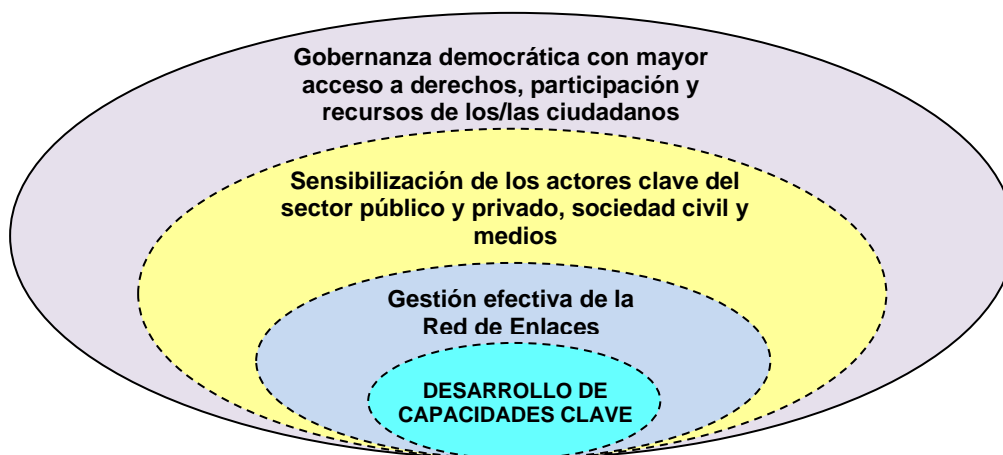 Gobernanza democrática con mayor
acceso a derechos, participación y
recursos de los/las ciudadanos
Sensibilización de los actores clave del
sector público y privado, sociedad civil y
medios
Gestión efectiva de la
Red de Enlaces
DESARROLLO DE
CAPACIDADES CLAVE